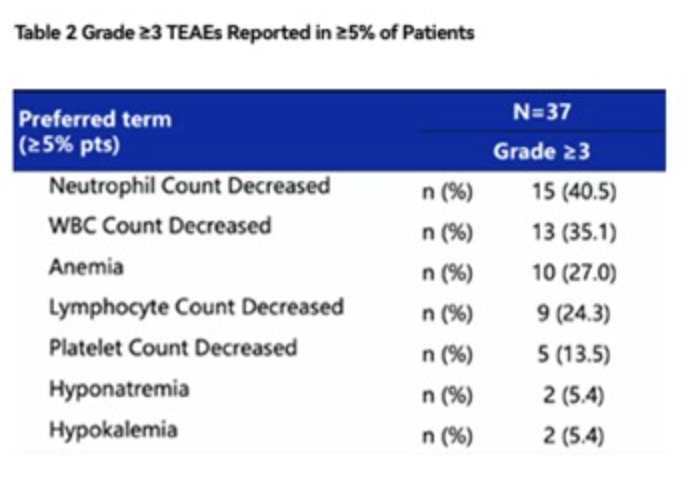 Table 2 Grade ≥3 TEAEs Reported in ≥5% of Patients
Preferred term
(≥5% pts)
N=37
Grade ≥3
Neutrophil Count Decreased n (%) 15 (40.5)
WBC Count Decreased n (%) 13 (35.1)
Anemia n (%) 10 (27.0)
Lymphocyte Count Decreased n (%) 9 (24.3)
Platelet Count Decreased n (%) 5 (13.5)
Hyponatremia n (%) 2 (5.4)
Hypokalemia n (%) 2 (5.4)